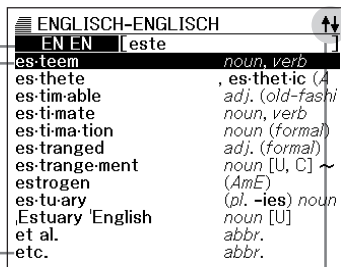 ENGLISCH-ENGLISCH
EN EN [este ]
es·teem noun, verb
es·thete , es·thet·ic (A
es·tim·able adj. (old-fashi
es·ti·mate noun, verb
es·ti·ma·tion noun (formal)
es·tranged adj. (formal)
es·trange·ment noun [U, C] ~
estrogen (AmE)
es·tu·ary (pl. -ies) noun
ˌEstuary ˈEnglish noun [U]
et al. abbr.
etc. abbr.